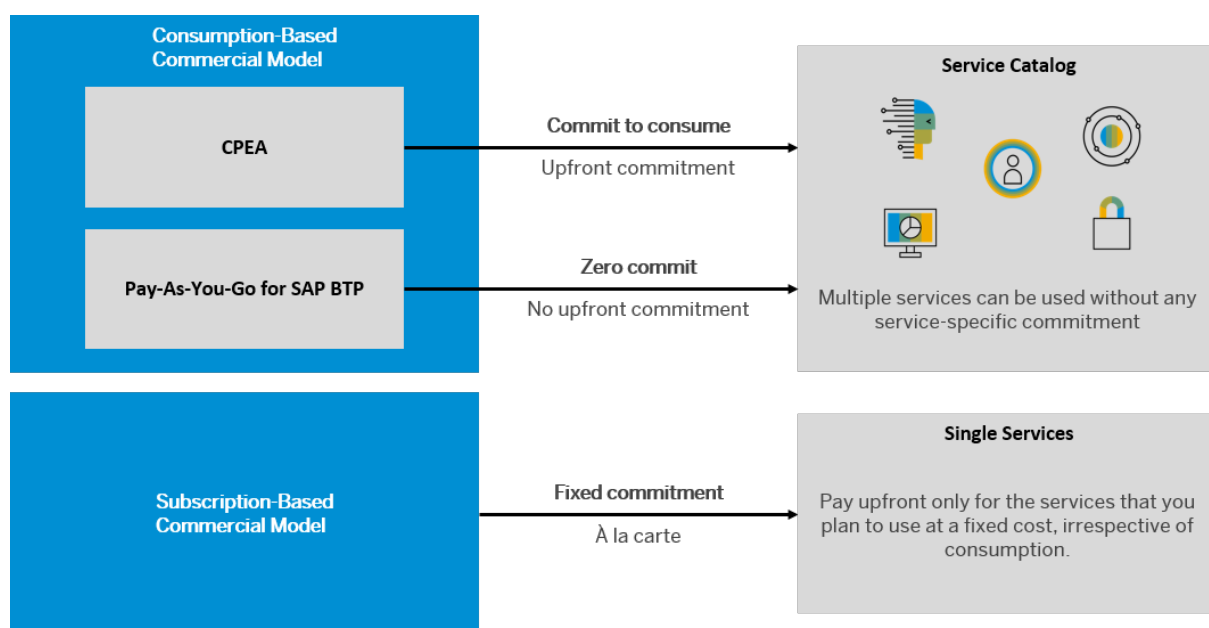 Consumption-Based
Commercial Model
CPEA
Commit to consume
Upfront commitment
Pay-As-You-Go for SAP BTP
Zero commit
No upfront commitment
Service Catalog
Multiple services can be used without any
service-specific commitment
Subscription-Based
Commercial Model
Fixed commitment
À la carte
Single Services
Pay upfront only for the services that you
plan to use at a fixed cost, irrespective of
consumption.